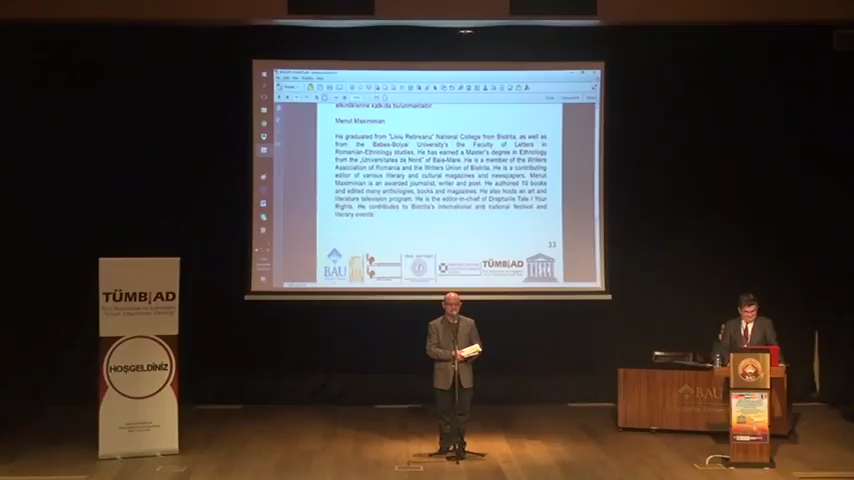 etkinliklerine katkıda bulunmaktadır.
Menut Maximinian
He graduated from "Liviu Rebreanu" National College from Bistrita, as well as
from the Babes-Bolyai University's the Faculty of Letters in
Romanian-Ethnology studies. He has earned a Master's degree in Ethnology
from the „Universitatea de Nord" of Baia-Mare. He is a member of the Writers
Association of Romania and the Writers Union of Bistrita. He is a contributing
editor of various literary and cultural magazines and newspapers. Menut
Maximinian is an awarded journalist, writer and poet. He authored 10 books
and edited many anthologies, books and magazines. He also hosts an art and
literature television program. He is the editor-in-chief of Drepturile Tale / Your
Rights. He contributes to Bistrita's international and national festival and
literary events.
33
BAU
TÜMBİAD
TÜMBİAD
HOŞGELDİNİZ
BAU